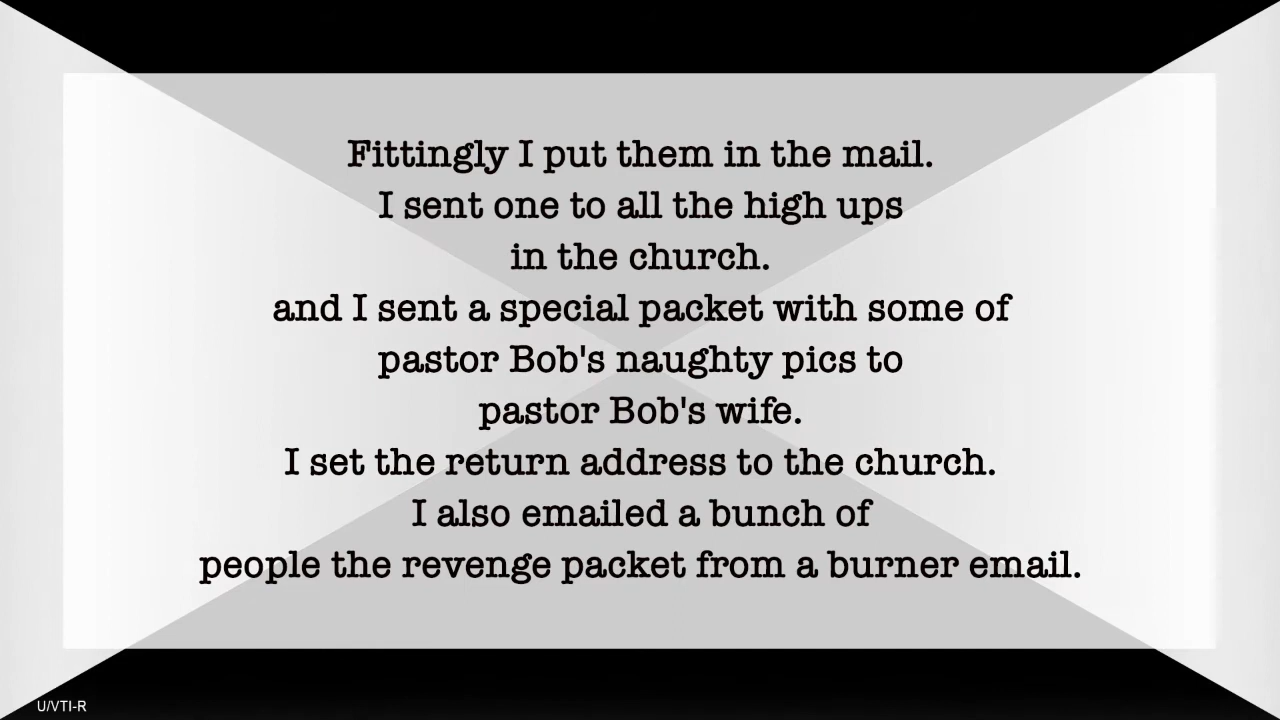 Fittingly I put them in the mail.
I sent one to all the high ups
in the church.
and I sent a special packet with some of
pastor Bob's naughty pics to
pastor Bob's wife.
I set the return address to the church.
I also emailed a bunch of
people the revenge packet from a burner email.
U/VTI-R